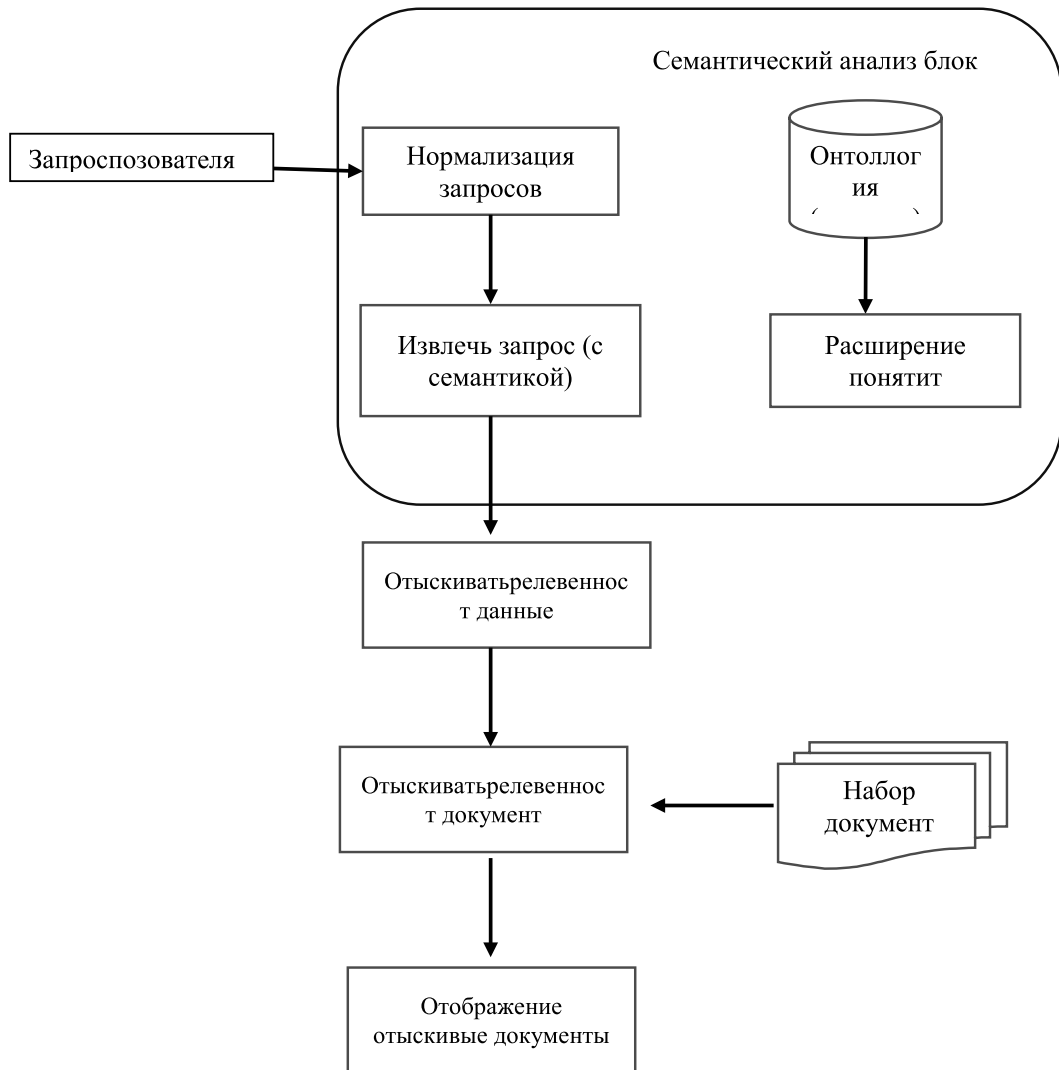 Семантический анализ блок
Запроспозователя
Нормализация
запросов
Онтоллог
ия
Извлечь запрос (с
семантикой)
Расширение
понятит
Отыскиватьрелевеннос
т данные
Отыскиватьрелевеннос
т документ
Набор
документ
Отображение
отыскивые документы